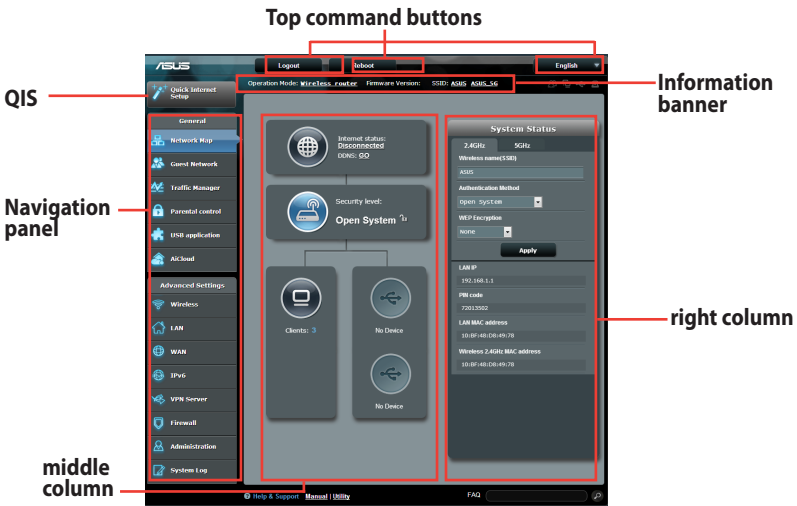 Top command buttons
ASUS
Logout
Reboot
English
QIS
Quick Internet
Setup
Operation Mode: Wireless router Firmware Version: SSID: ASUS ASUS_5G
Information
banner
General
Network Map
Guest Network
Traffic Manager
Parental control
USB application
AiCloud
Navigation
panel
Advanced Settings
Wireless
LAN
WAN
IPv6
VPN Server
Firewall
Administration
System Log
Internet status:
Disconnected
DDNS: GO
Security level:
Open System
Clients: 3
No Device
No Device
System Status
2.4GHz 5GHz
Wireless name(SSID)
ASUS
Authentication Method
Open System
WEP Encryption
None
Apply
LAN IP
192.168.1.1
PIN code
72013502
LAN MAC address
10:BF:48:D8:49:78
Wireless 2.4GHz MAC address
10:BF:48:D8:49:78
right column
middle
column
Help & Support Manual | Utility
FAQ